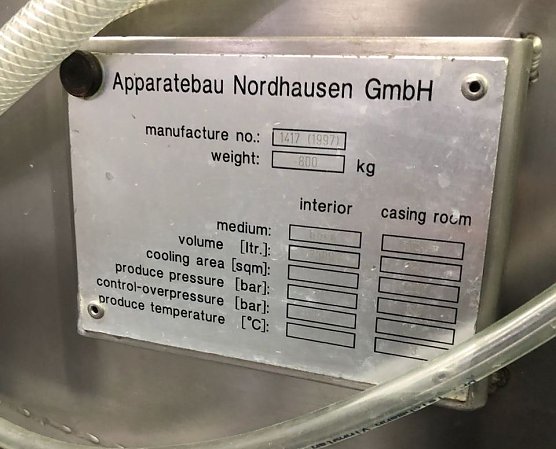 Apparatebau Nordhausen GmbH
manufacture no.: 1417 (1997)
weight: 800 kg
interior casing room
medium:
volume [ltr.]:
cooling area [sqm]:
produce pressure [bar]:
control-overpressure [bar]:
produce temperature [°C]: